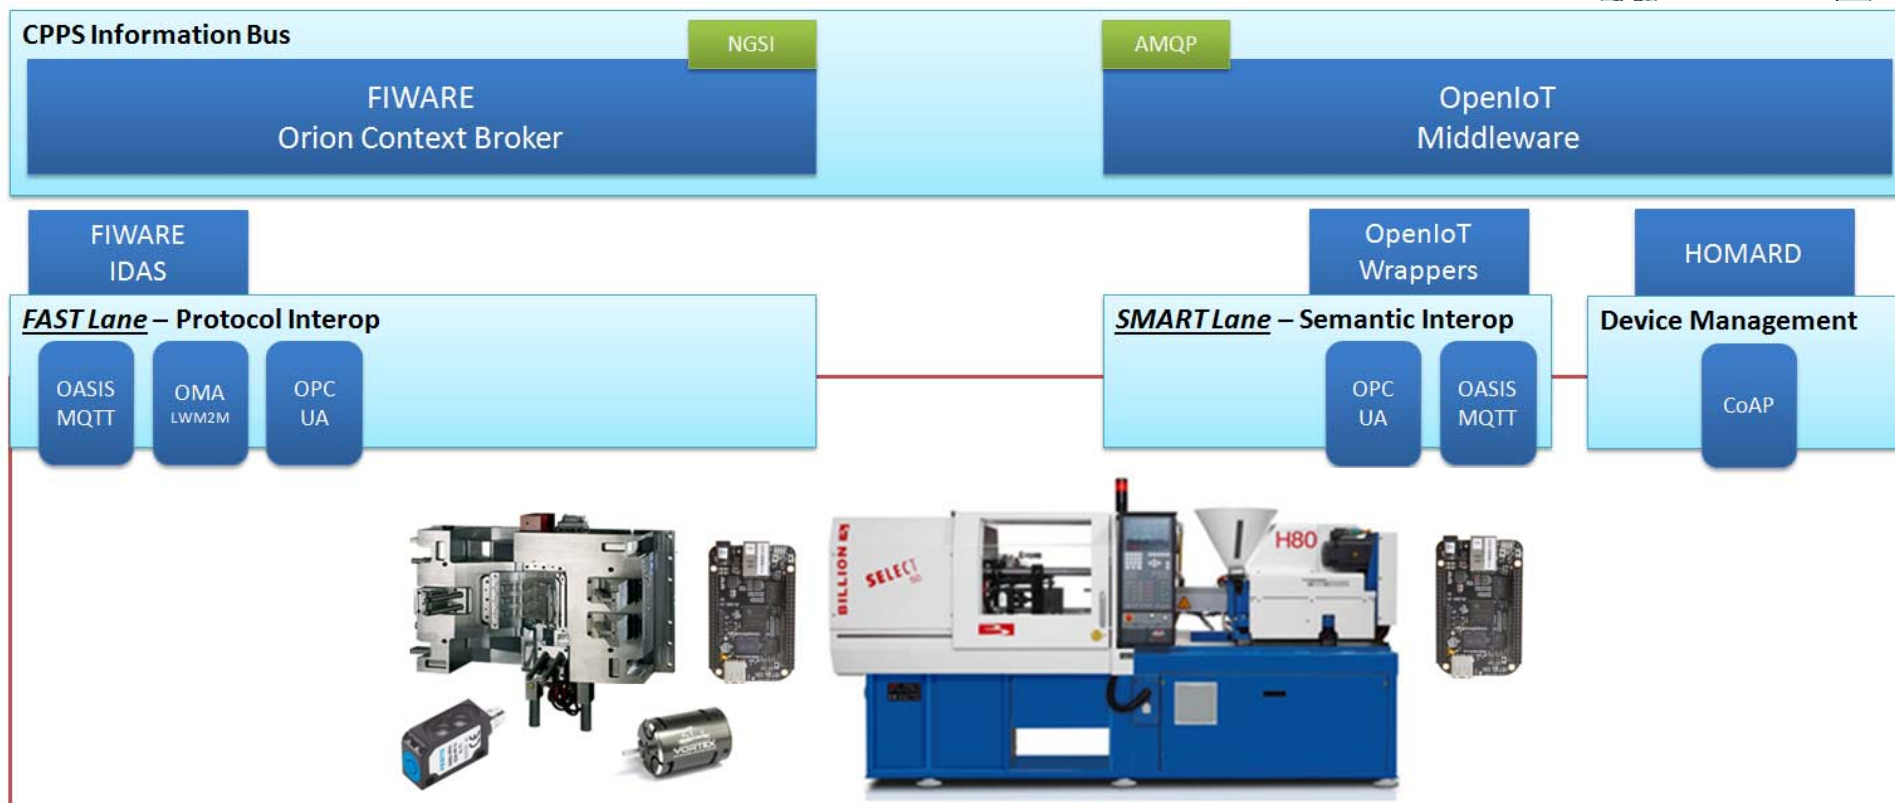 CPPS Information Bus
NGSI
AMQP
FIWARE
Orion Context Broker
OpenIoT
Middleware
FIWARE
IDAS
OpenIoT
Wrappers
HOMARD
FAST Lane – Protocol Interop
SMART Lane – Semantic Interop
Device Management
OASIS
MQTT
OMA
LWM2M
OPC
UA
OPC
UA
OASIS
MQTT
CoAP
BILLION
SELECT
50
H80
VORTEX